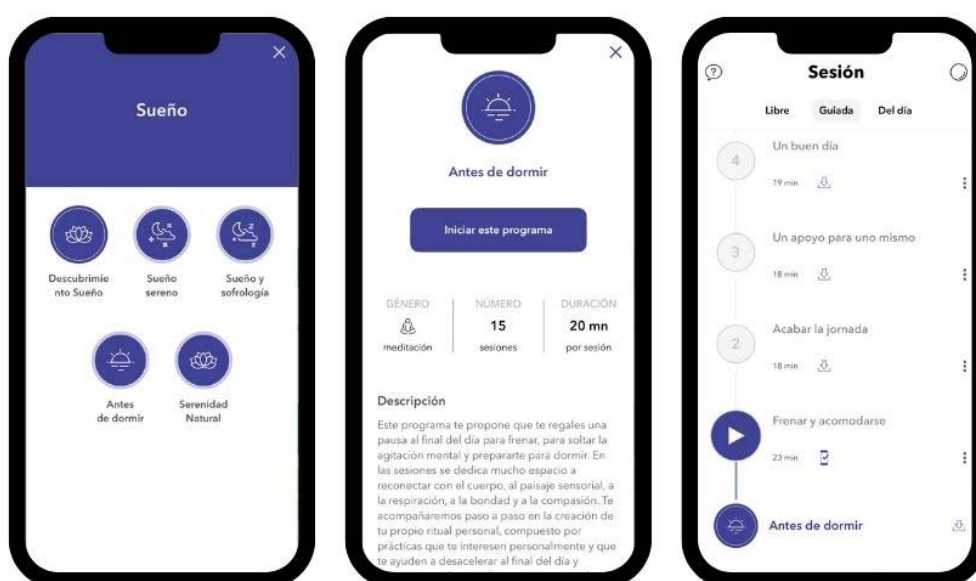 Sueño
Descubrimie
nto Sueño
Sueño
sereno
Sueño y
sofrología
Antes
de dormir
Serenidad
Natural
Antes de dormir
Iniciar este programa
GÉNERO
meditación
NÚMERO
15
sesiones
DURACIÓN
20 mn
por sesión
Descripción
Este programa te propone que te regales una
pausa al final del día para frenar, para soltar la
agitación mental y prepararte para dormir. En
las sesiones se dedica mucho espacio a
reconectar con el cuerpo, al paisaje sensorial, a
la respiración, a la bondad y a la compasión. Te
acompañaremos paso a paso en la creación de
tu propio ritual personal, compuesto por
prácticas que te interesen personalmente y que
te ayuden a desacelerar al final del día y
Sesión
Libre Guiada Del día
4
Un buen día
19 min
3
Un apoyo para uno mismo
18 min
2
Acabar la jornada
18 min
Frenar y acomodarse
23 min
Antes de dormir